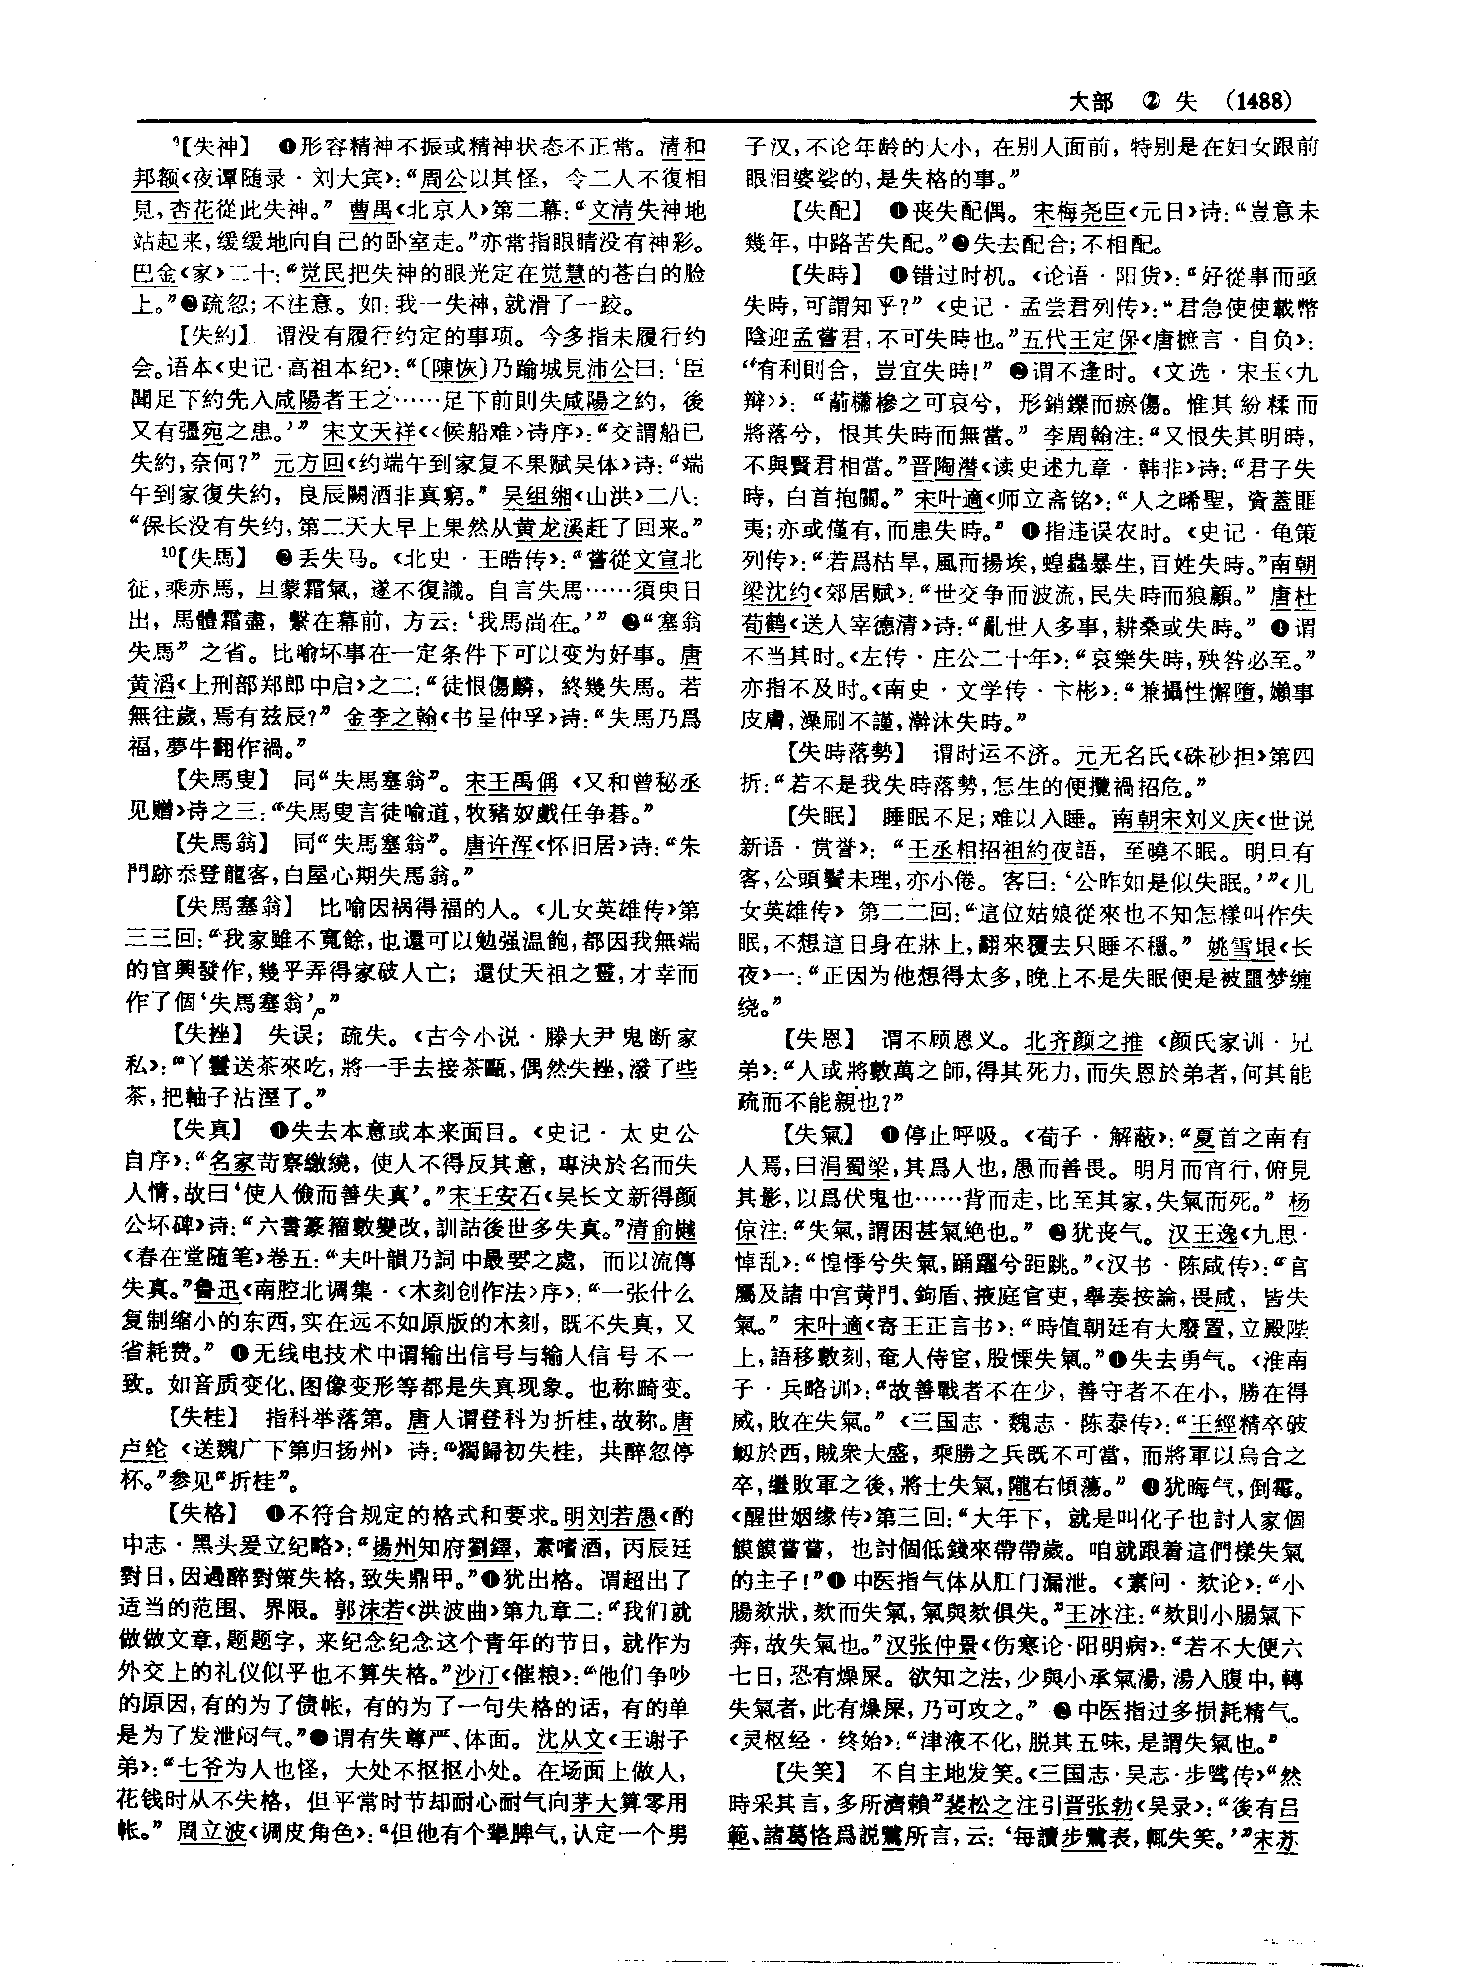 大部 ② 失 (1488)
⁹【失神】 ❶形容精神不振或精神状态不正常。清和
邦额《夜谭随录·刘大宾》：“周公以其怪，令二人不復相
見，杏花從此失神。” 曹禺《北京人》第二幕：“文清失神地
站起来，缓缓地向自己的卧室走。”亦常指眼睛没有神彩。
巴金《家》二十：“觉民把失神的眼光定在觉慧的苍白的脸
上。”❷疏忽；不注意。如：我一失神，就滑了一跤。
【失約】 谓没有履行约定的事项。今多指未履行约
会。语本《史记·高祖本纪》：“〔陳恢〕乃踰城見沛公曰：‘臣
聞足下約先入咸陽者王之……足下前則失咸陽之約，後
又有彊宛之患。’” 宋文天祥《〈候船难〉诗序》：“交謂船已
失約，奈何？” 元方回《约端午到家复不果赋吴体》诗：“端
午到家復失約，良辰闕酒非真窮。” 吴组缃《山洪》二八：
“保长没有失约，第二天大早上果然从黄龙溪赶了回来。”
¹⁰【失馬】 ❷丢失马。《北史·王晧传》：“嘗從文宣北
征，乘赤馬，旦蒙霜氣，遂不復識。自言失馬……須臾日
出，馬體霜盡，繫在幕前，方云：‘我馬尚在。’” ❷“塞翁
失馬” 之省。比喻坏事在一定条件下可以变为好事。唐
黄滔《上刑部郑郎中启》之二：“徒恨傷麟，終幾失馬。若
無往歲，焉有兹辰？” 金李之翰《书呈仲孚》诗：“失馬乃爲
福，夢牛翻作禍。”
【失馬叟】 同“失馬塞翁”。宋王禹偁《又和曾秘丞
见赠》诗之三：“失馬叟言徒喻道，牧豬奴戲任争碁。”
【失馬翁】 同“失馬塞翁”。唐许浑《怀旧居》诗：“朱
門跡忝登龍客，白屋心期失馬翁。”
【失馬塞翁】 比喻因祸得福的人。《儿女英雄传》第
三三回：“我家雖不寬餘，也還可以勉强温飽，都因我無端
的官興發作，幾乎弄得家破人亡；還仗天祖之靈，才幸而
作了個‘失馬塞翁’。”
【失挫】 失误；疏失。《古今小说·滕大尹鬼断家
私》：“丫鬟送茶來吃，將一手去接茶甌，偶然失挫，潑了些
茶，把軸子沾溼了。”
【失真】 ❶失去本意或本来面目。《史记·太史公
自序》：“名家苛察繳繞，使人不得反其意，專決於名而失
人情，故曰‘使人儉而善失真’。”宋王安石《吴长文新得颜
公坏碑》诗：“六書篆籀數變改，訓詁後世多失真。”清俞樾
《春在堂随笔》卷五：“夫叶韻乃詞中最要之處，而以流傳
失真。”鲁迅《南腔北调集·〈木刻创作法〉序》：“一张什么
复制缩小的东西，实在远不如原版的木刻，既不失真，又
省耗费。” ❶无线电技术中谓输出信号与输入信号不一
致。如音质变化、图像变形等都是失真现象。也称畸变。
【失桂】 指科举落第。唐人谓登科为折桂，故称。唐
卢纶《送魏广下第归扬州》诗：“獨歸初失桂，共醉忽停
杯。”参见“折桂”。
【失格】 ❶不符合规定的格式和要求。明刘若愚《酌
中志·黑头爰立纪略》：“揚州知府劉鐸，素嗜酒，丙辰廷
對日，因過醉對策失格，致失鼎甲。”❶犹出格。谓超出了
适当的范围、界限。郭沫若《洪波曲》第九章二：“我们就
做做文章，题题字，来纪念纪念这个青年的节日，就作为
外交上的礼仪似乎也不算失格。”沙汀《催粮》：“他们争吵
的原因，有的为了债帐，有的为了一句失格的话，有的单
是为了发泄闷气。”●谓有失尊严、体面。沈从文《王谢子
弟》：“七爷为人也怪，大处不抠抠小处。在场面上做人，
花钱时从不失格，但平常时节却耐心耐气向茅大算零用
帐。” 周立波《调皮角色》：“但他有个犟脾气，认定一个男
子汉，不论年龄的大小，在别人面前，特别是在妇女跟前
眼泪婆娑的，是失格的事。”
【失配】 ❶丧失配偶。宋梅尧臣《元日》诗：“豈意未
幾年，中路苦失配。”❷失去配合；不相配。
【失時】 ❶错过时机。《论语·阳货》：“好從事而亟
失時，可謂知乎？” 《史记·孟尝君列传》：“君急使使載幣
陰迎孟嘗君，不可失時也。”五代王定保《唐摭言·自负》：
“有利則合，豈宜失時！” ❷谓不逢时。《文选·宋玉〈九
辩〉》：“萷櫹槮之可哀兮，形銷鑠而瘀傷。惟其紛糅而
將落兮，恨其失時而無當。” 李周翰注：“又恨失其明時，
不與賢君相當。”晋陶潜《读史述九章·韩非》诗：“君子失
時，白首抱關。” 宋叶適《师立斋铭》：“人之晞聖，資蓋匪
夷；亦或僅有，而患失時。” ❶指违误农时。《史记·龟策
列传》：“若爲枯旱，風而揚埃，蝗蟲暴生，百姓失時。”南朝
梁沈约《郊居赋》：“世交争而波流，民失時而狼顧。” 唐杜
荀鹤《送人宰德清》诗：“亂世人多事，耕桑或失時。” ❶谓
不当其时。《左传·庄公二十年》：“哀樂失時，殃咎必至。”
亦指不及时。《南史·文学传·卞彬》：“兼攝性懈墮，嬾事
皮膚，澡刷不謹，澣沐失時。”
【失時落勢】 谓时运不济。元无名氏《硃砂担》第四
折：“若不是我失時落勢，怎生的便攬禍招危。”
【失眠】 睡眠不足；难以入睡。南朝宋刘义庆《世说
新语·赏誉》：“王丞相招祖約夜語，至曉不眠。明旦有
客，公頭鬢未理，亦小倦。客曰：‘公昨如是似失眠。’”《儿
女英雄传》第二二回：“這位姑娘從來也不知怎樣叫作失
眠，不想這日身在牀上，翻來覆去只睡不穩。” 姚雪垠《长
夜》一：“正因为他想得太多，晚上不是失眠便是被噩梦缠
绕。”
【失恩】 谓不顾恩义。北齐颜之推《颜氏家训·兄
弟》：“人或將數萬之師，得其死力，而失恩於弟者，何其能
疏而不能親也？”
【失氣】 ❶停止呼吸。《荀子·解蔽》：“夏首之南有
人焉，曰涓蜀梁，其爲人也，愚而善畏。明月而宵行，俯見
其影，以爲伏鬼也……背而走，比至其家，失氣而死。” 杨
倞注：“失氣，謂困甚氣絶也。” ❷犹丧气。汉王逸《九思·
悼乱》：“惶悸兮失氣，踊躍兮距跳。”《汉书·陈咸传》：“官
屬及諸中宫黄門、鉤盾、掖庭官吏，舉奏按論，畏咸，皆失
氣。” 宋叶適《寄王正言书》：“時值朝廷有大廢置，立殿陛
上，語移數刻，奄人侍宦，股慄失氣。”❶失去勇气。《淮南
子·兵略训》：“故善戰者不在少，善守者不在小，勝在得
威，敗在失氣。” 《三国志·魏志·陈泰传》：“王經精卒破
衂於西，賊衆大盛，乘勝之兵既不可當，而將軍以烏合之
卒，繼敗軍之後，將士失氣，隴右傾蕩。” ❶犹晦气，倒霉。
《醒世姻缘传》第三回：“大年下，就是叫化子也討人家個
饃饃嘗嘗，也討個低錢來帶帶歲。咱就跟着這們樣失氣
的主子！”❶ 中医指气体从肛门漏泄。《素问·欬论》：“小
腸欬狀，欬而失氣，氣與欬俱失。”王冰注：“欬則小腸氣下
奔，故失氣也。”汉张仲景《伤寒论·阳明病》：“若不大便六
七日，恐有燥屎。欲知之法，少與小承氣湯，湯入腹中，轉
失氣者，此有燥屎，乃可攻之。” ❷中医指过多损耗精气。
《灵枢经·终始》：“津液不化，脱其五味，是謂失氣也。”
【失笑】 不自主地发笑。《三国志·吴志·步骘传》“然
時采其言，多所濟賴”裴松之注引晋张勃《吴录》：“後有吕
範、諸葛恪爲説騭所言，云：‘每讀步騭表，輒失笑。’”宋苏